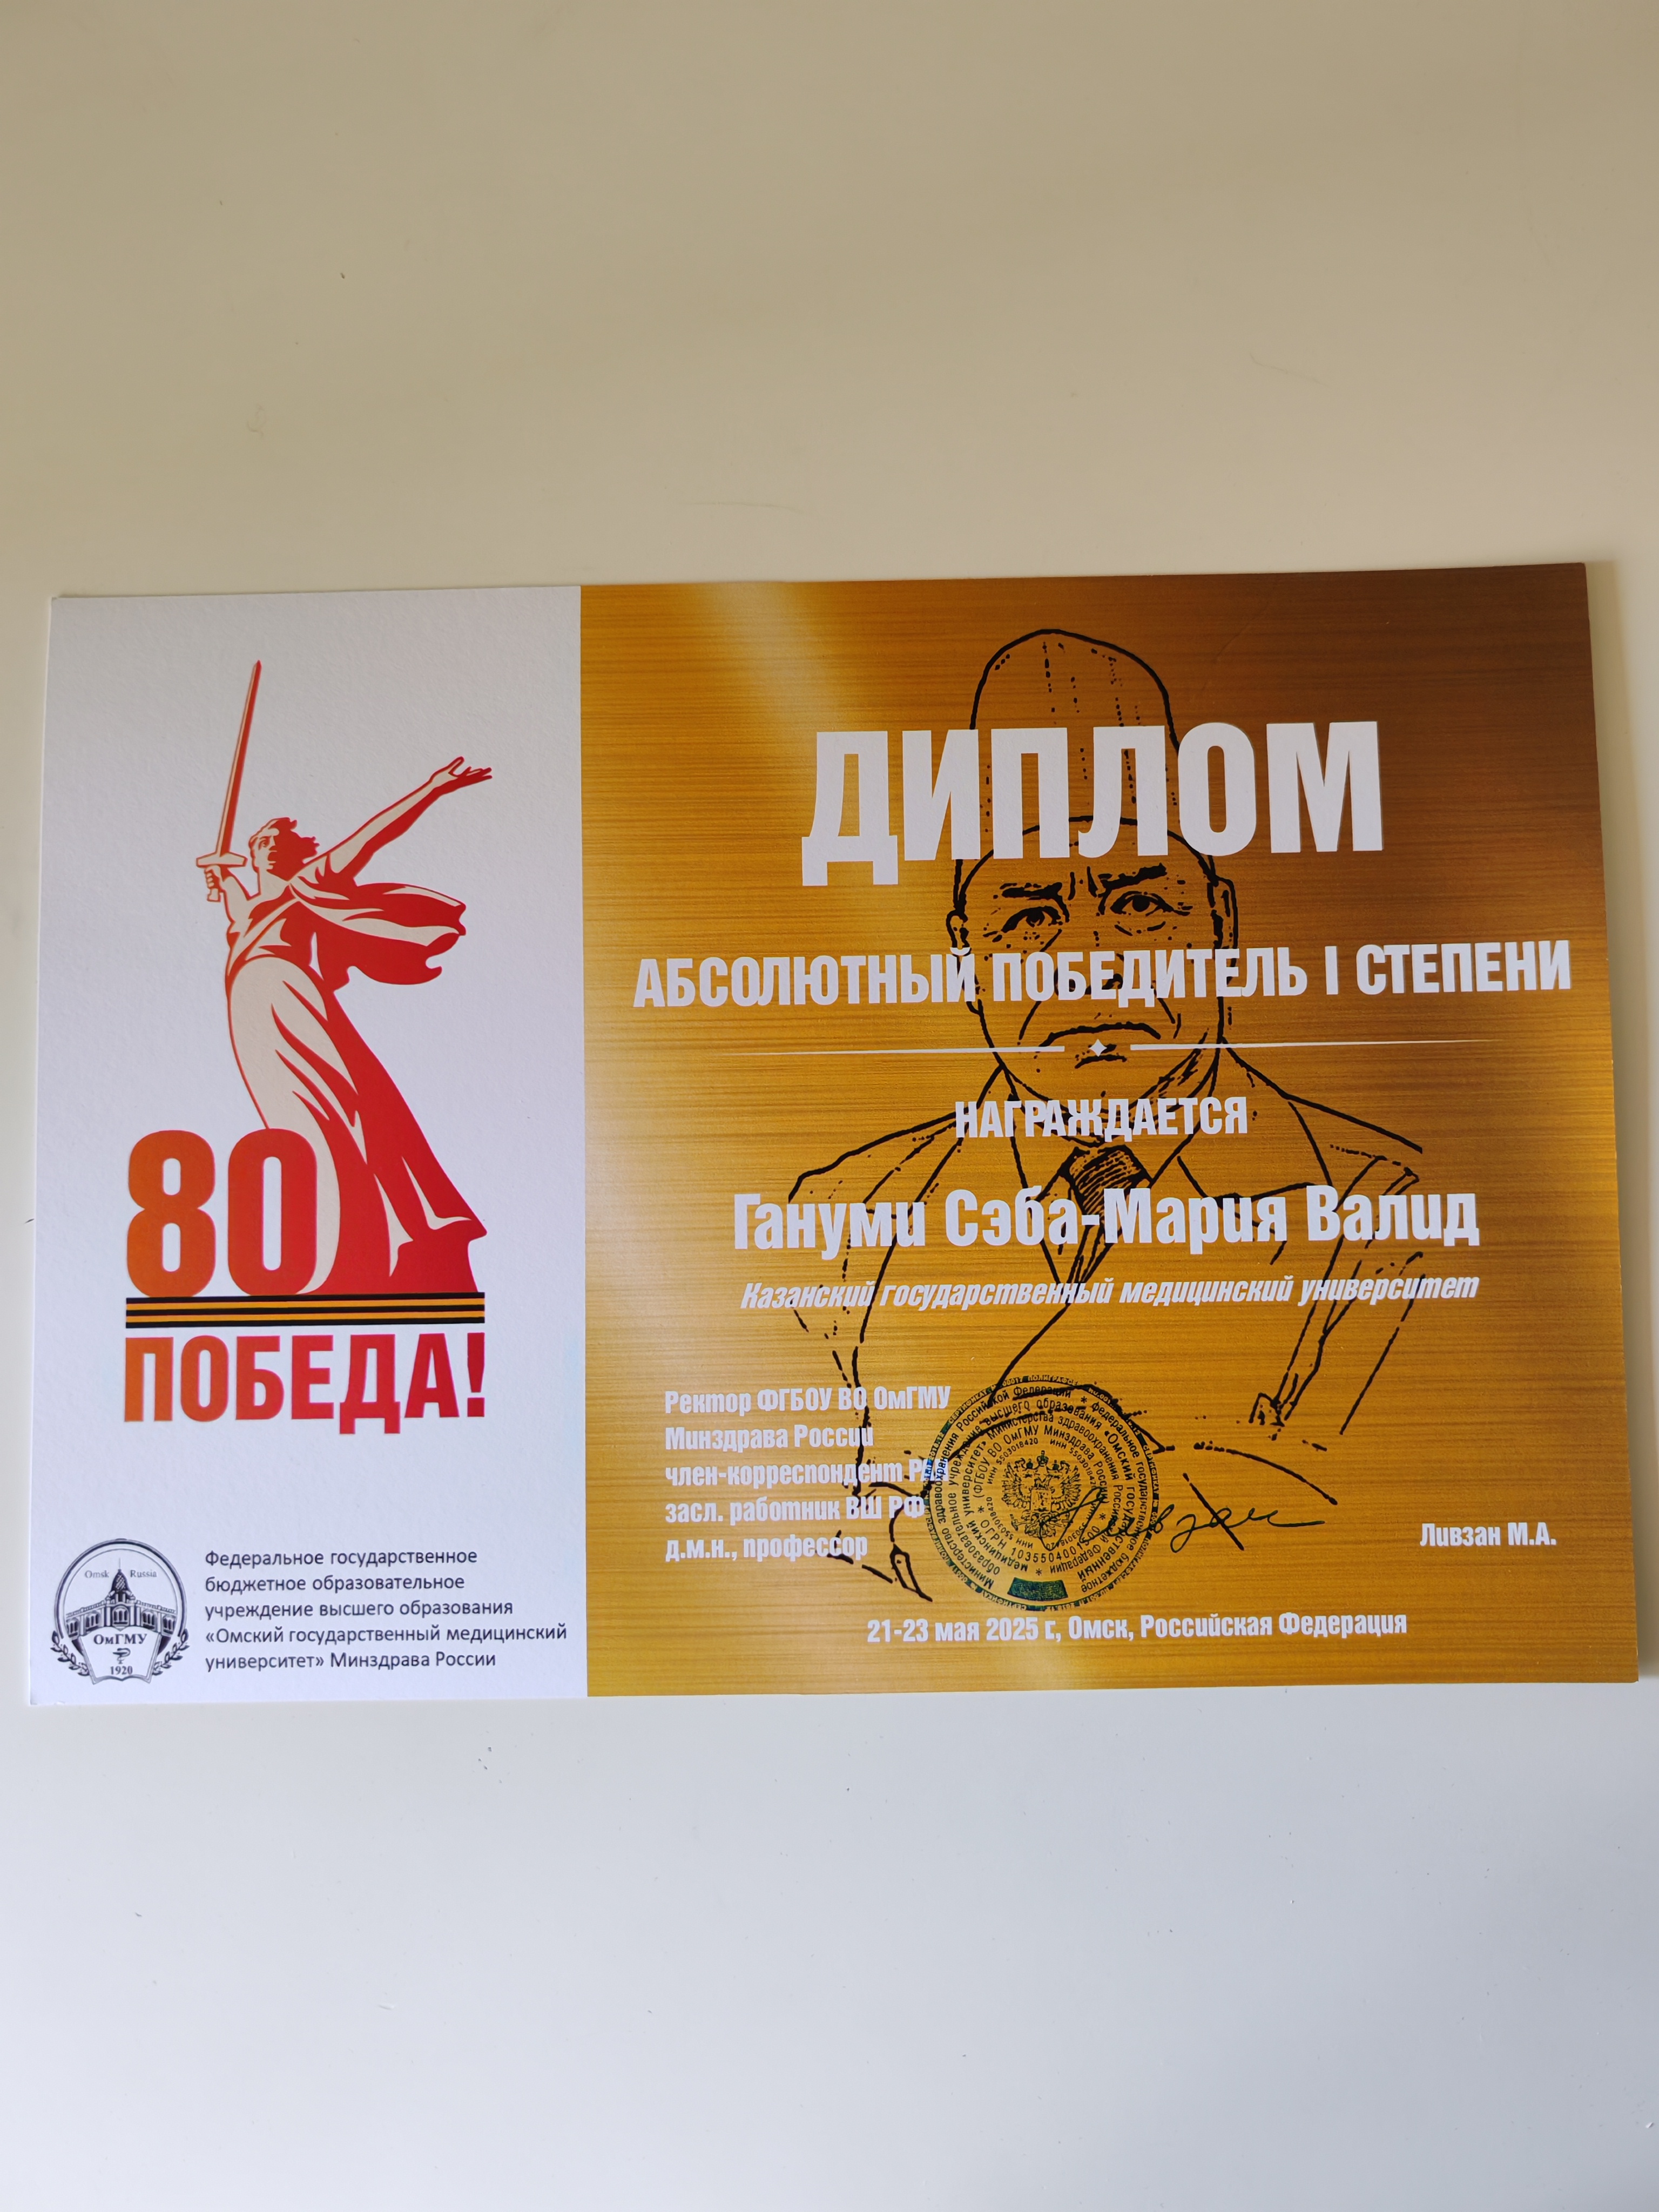 80
ПОБЕДА!
Omsk Russia
ОмГМУ
1920
Федеральное государственное
бюджетное образовательное
учреждение высшего образования
«Омский государственный медицинский
университет» Минздрава России
ДИПЛОМ
АБСОЛЮТНЫЙ ПОБЕДИТЕЛЬ I СТЕПЕНИ
НАГРАЖДАЕТСЯ
Гануми Сэба-Мария Валид
Казанский государственный медицинский университет
Ректор ФГБОУ ВО ОмГМУ
Минздрава России
член-корреспондент
засл. работник ВШ РФ
д.м.н., профессор
Ливзан М.А.
21-23 мая 2025 г, Омск, Российская Федерация